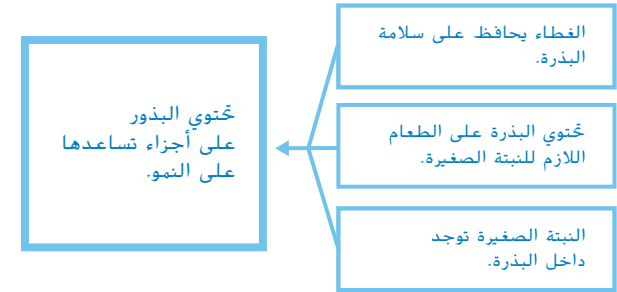 الغطاء يحافظ على سلامة
البذرة.
تحتوي البذرة على الطعام
اللازم للنبتة الصغيرة.
النبتة الصغيرة توجد
داخل البذرة.
تحتوي البذور
على أجزاء تساعدها
على النمو.